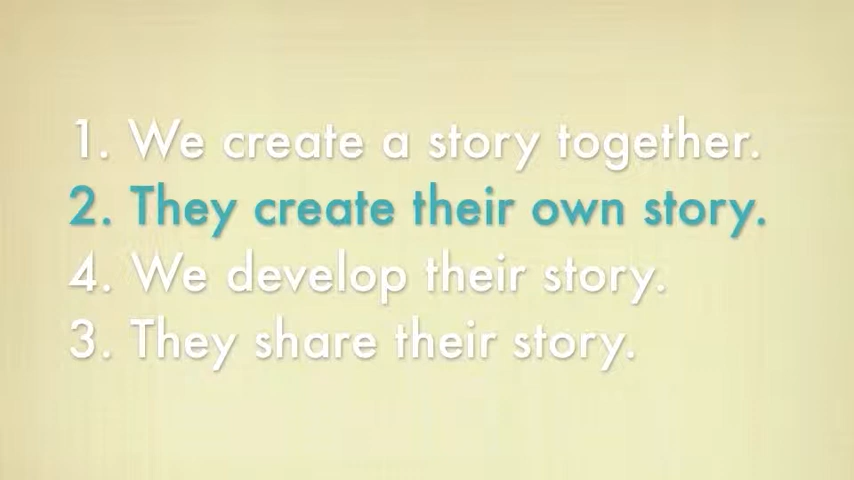 1. We create a story together.
2. They create their own story.
4. We develop their story.
3. They share their story.